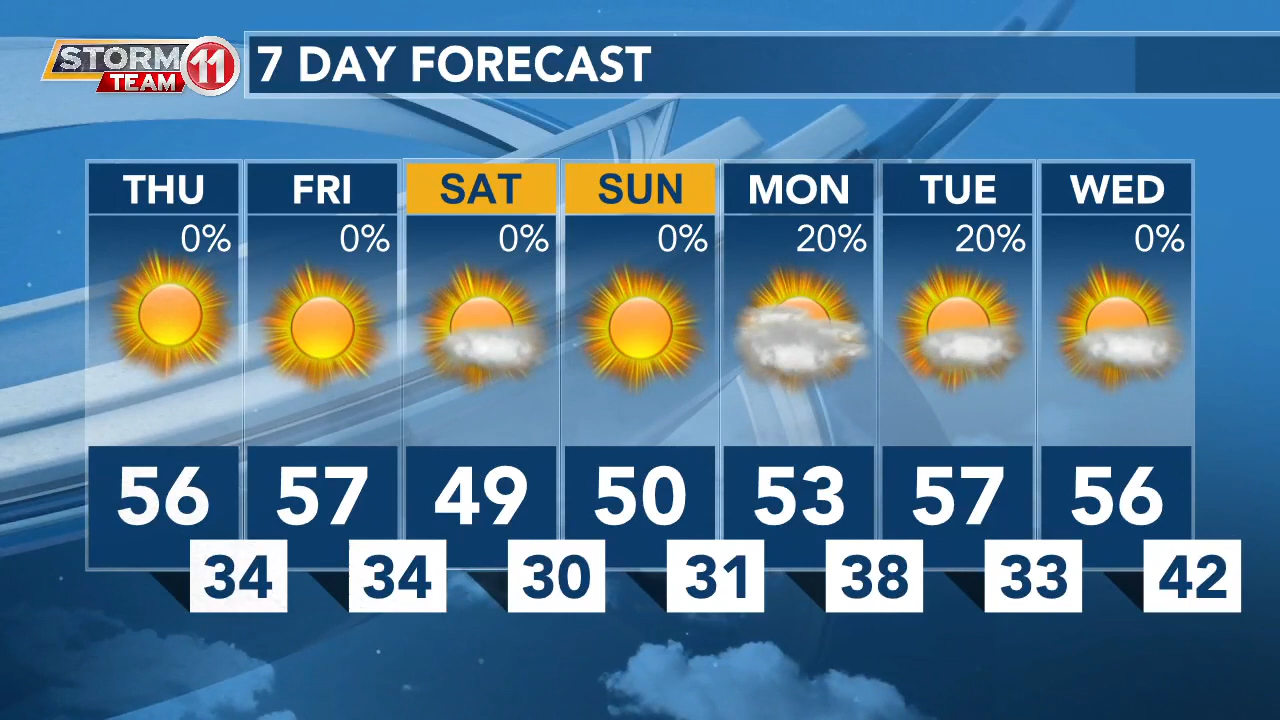 STORM
TEAM 11
7 DAY FORECAST
THU FRI SAT SUN MON TUE WED
0% 0% 0% 0% 20% 20% 0%
56 57 49 50 53 57 56
34 34 30 31 38 33 42